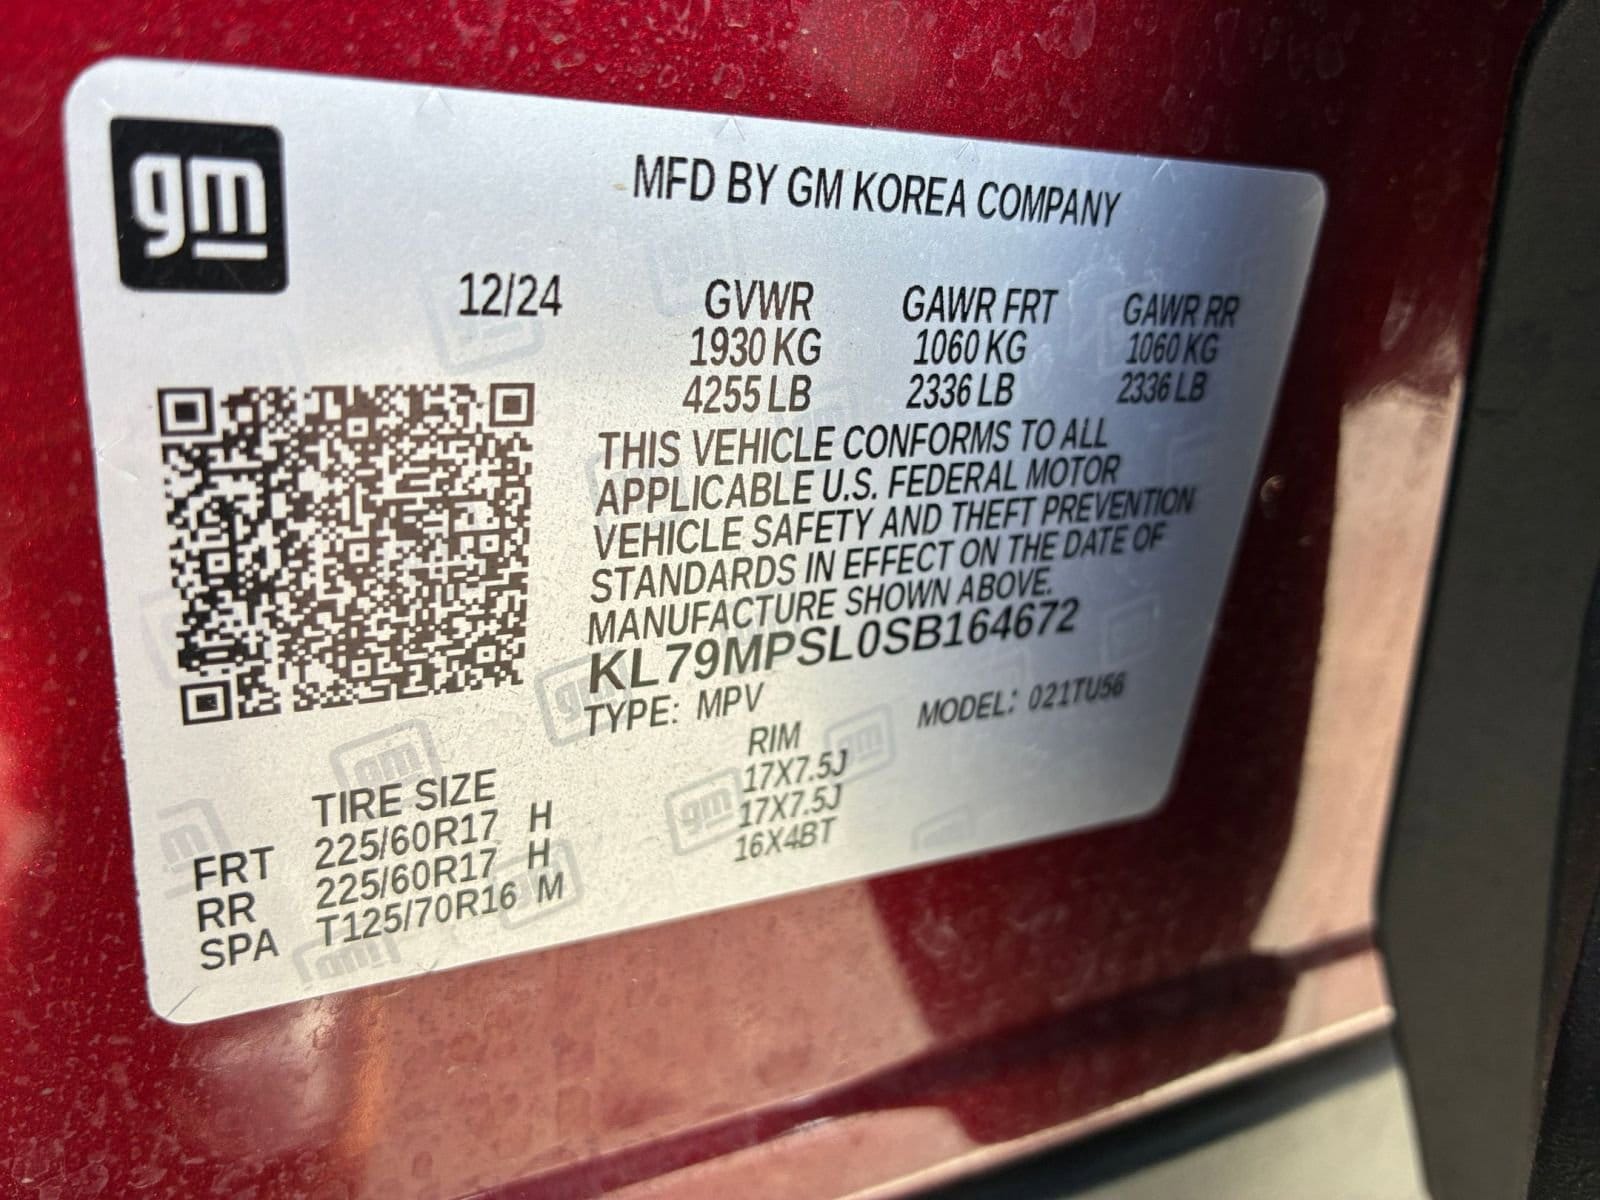 gm
MFD BY GM KOREA COMPANY
12/24 GVWR GAWR FRT GAWR RR
1930 KG 1060 KG 1060 KG
4255 LB 2336 LB 2336 LB
THIS VEHICLE CONFORMS TO ALL
APPLICABLE U.S. FEDERAL MOTOR
VEHICLE SAFETY AND THEFT PREVENTION
STANDARDS IN EFFECT ON THE DATE OF
MANUFACTURE SHOWN ABOVE.
KL79MPSL0SB164672
TYPE: MPV MODEL: 021TU56
TIRE SIZE RIM
FRT 225/60R17 H 17X7.5J
RR 225/60R17 H 17X7.5J
SPA T125/70R16 M 16X4BT